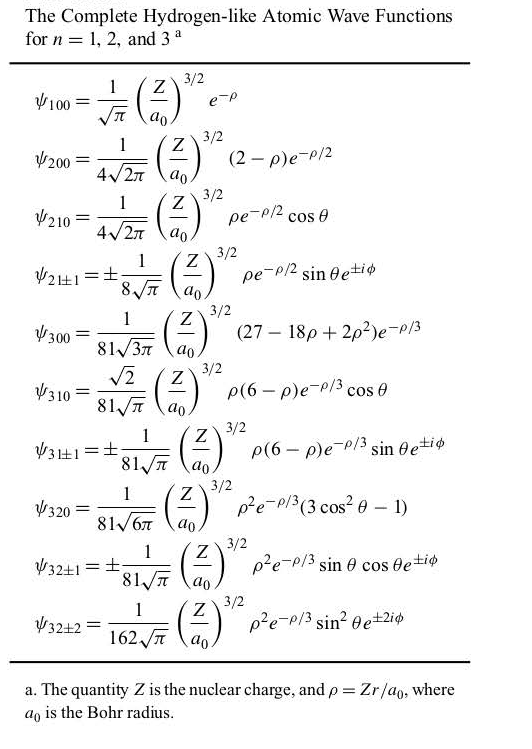 The Complete Hydrogen-like Atomic Wave Functions
for n = 1, 2, and 3 ᵃ
ψ₁₀₀ = 1/√π (Z/a₀)^{3/2} e^{−ρ}
ψ₂₀₀ = 1/(4√2π) (Z/a₀)^{3/2} (2 − ρ)e^{−ρ/2}
ψ₂₁₀ = 1/(4√2π) (Z/a₀)^{3/2} ρe^{−ρ/2} cos θ
ψ₂₁±₁ = ± 1/(8√π) (Z/a₀)^{3/2} ρe^{−ρ/2} sin θe^{±iϕ}
ψ₃₀₀ = 1/(81√3π) (Z/a₀)^{3/2} (27 − 18ρ + 2ρ²)e^{−ρ/3}
ψ₃₁₀ = √2/(81√π) (Z/a₀)^{3/2} ρ(6 − ρ)e^{−ρ/3} cos θ
ψ₃₁±₁ = ± 1/(81√π) (Z/a₀)^{3/2} ρ(6 − ρ)e^{−ρ/3} sin θe^{±iϕ}
ψ₃₂₀ = 1/(81√6π) (Z/a₀)^{3/2} ρ²e^{−ρ/3}(3 cos² θ − 1)
ψ₃₂±₁ = ± 1/(81√π) (Z/a₀)^{3/2} ρ²e^{−ρ/3} sin θ cos θe^{±iϕ}
ψ₃₂±₂ = 1/(162√π) (Z/a₀)^{3/2} ρ²e^{−ρ/3} sin² θe^{±2iϕ}
a. The quantity Z is the nuclear charge, and ρ = Zr/a₀, where
a₀ is the Bohr radius.